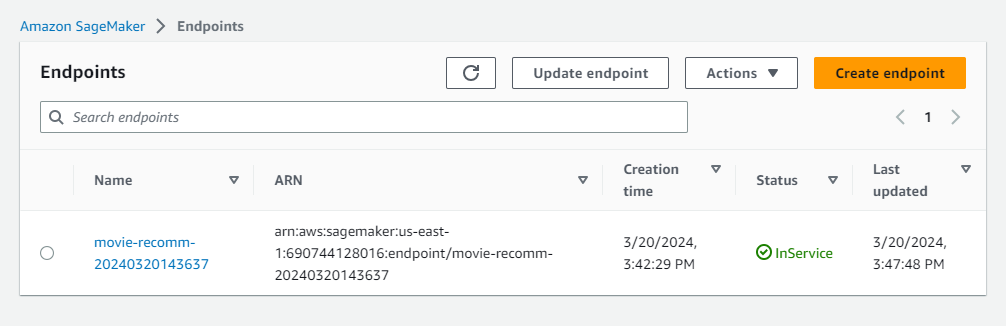 Amazon SageMaker > Endpoints
Endpoints
Update endpoint
Actions
Create endpoint
Search endpoints
1
Name
ARN
Creation
time
Status
Last
updated
movie-recomm-
20240320143637
arn:aws:sagemaker:us-east-
1:690744128016:endpoint/movie-recomm-
20240320143637
3/20/2024,
3:42:29 PM
InService
3/20/2024,
3:47:48 PM